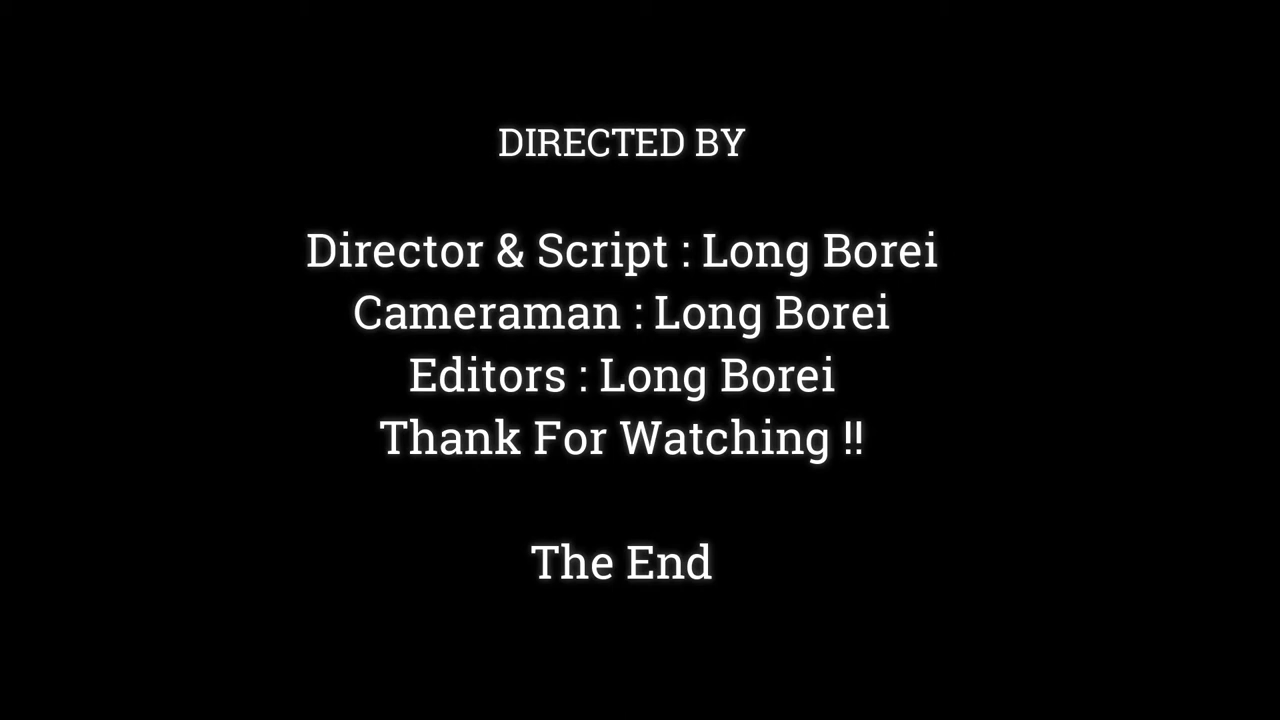 DIRECTED BY
Director & Script : Long Borei
Cameraman : Long Borei
Editors : Long Borei
Thank For Watching !!
The End